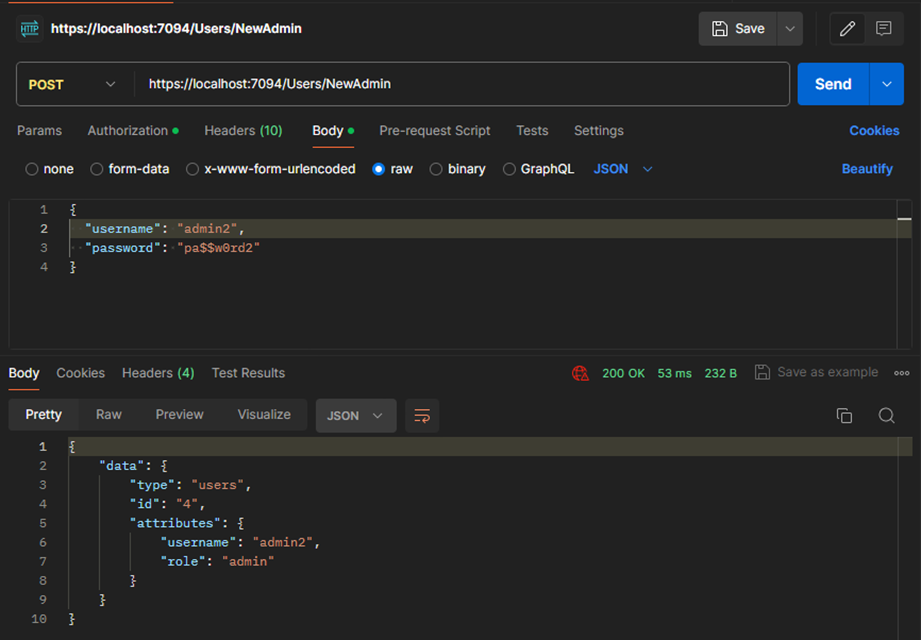 HTTP https://localhost:7094/Users/NewAdmin Save
POST https://localhost:7094/Users/NewAdmin Send
Params Authorization Headers (10) Body Pre-request Script Tests Settings Cookies
none form-data x-www-form-urlencoded raw binary GraphQL JSON Beautify
1 {
2 "username": "admin2",
3 "password": "pa$$w0rd2"
4 }
Body Cookies Headers (4) Test Results 200 OK 53 ms 232 B Save as example
Pretty Raw Preview Visualize JSON
1 {
2 "data": {
3 "type": "users",
4 "id": "4",
5 "attributes": {
6 "username": "admin2",
7 "role": "admin"
8 }
9 }
10 }